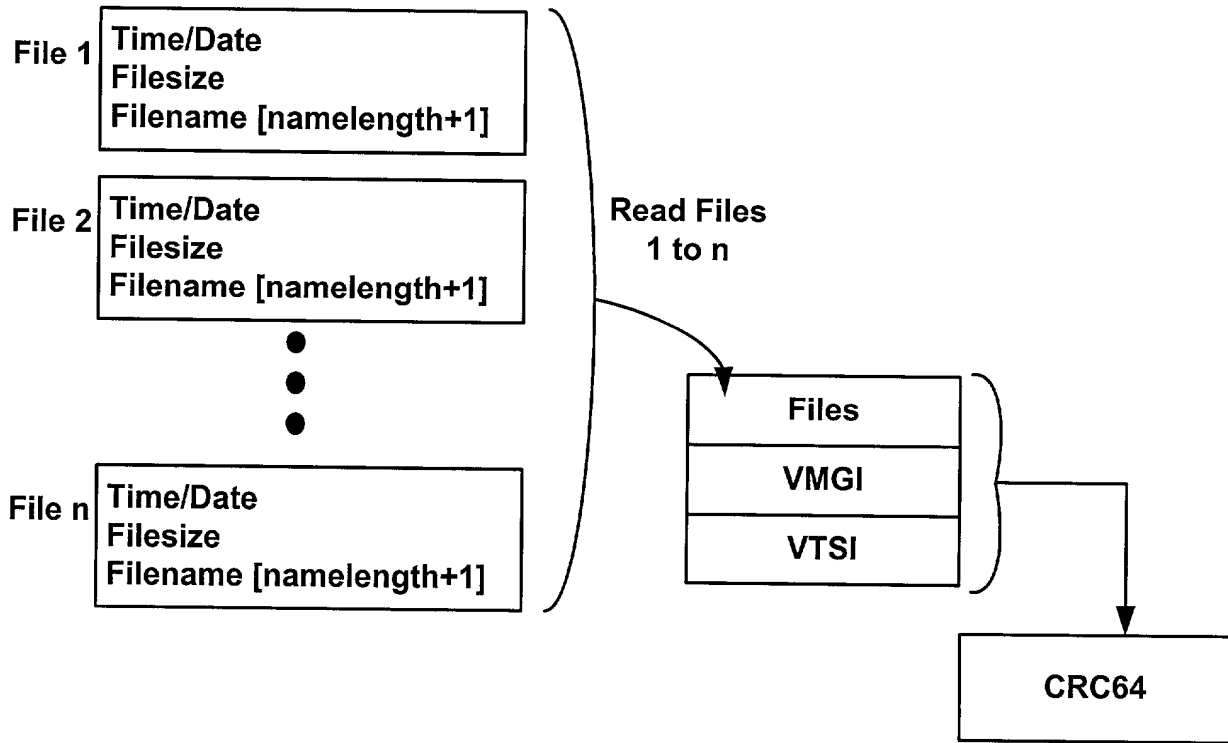 File 1
Time/Date
Filesize
Filename [namelength+1]
File 2
Time/Date
Filesize
Filename [namelength+1]
File n
Time/Date
Filesize
Filename [namelength+1]
Read Files
1 to n
Files
VMGI
VTSI
CRC64